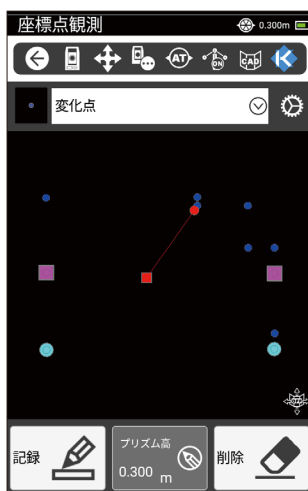 座標点観測
0.300m
AT
ON
CAD
変化点
記録
プリズム高
0.300 m
削除